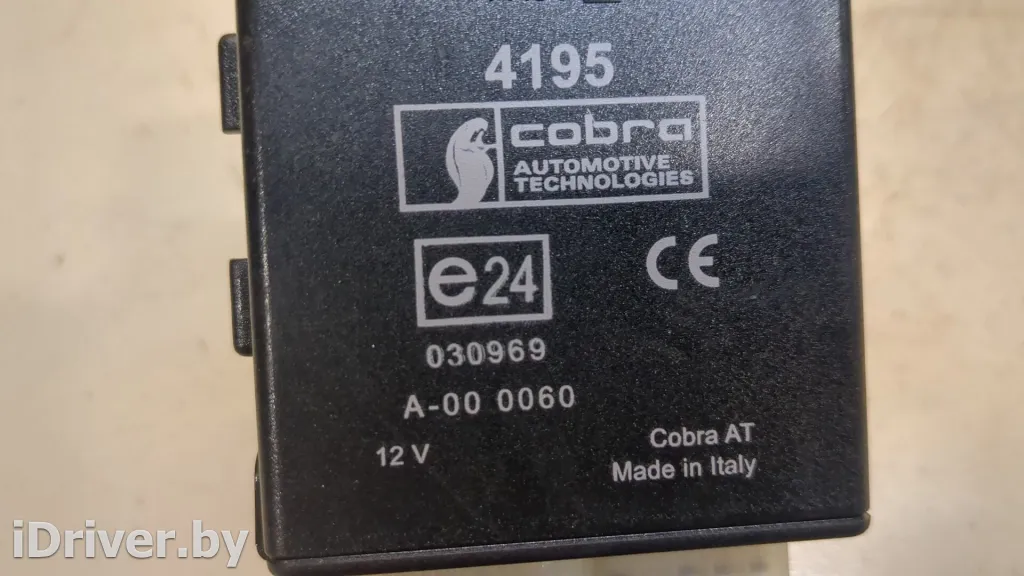 4195
cobra
AUTOMOTIVE
TECHNOLOGIES
e24
CE
030969
A-00 0060
12 V
Cobra AT
Made in Italy
iDriver.by